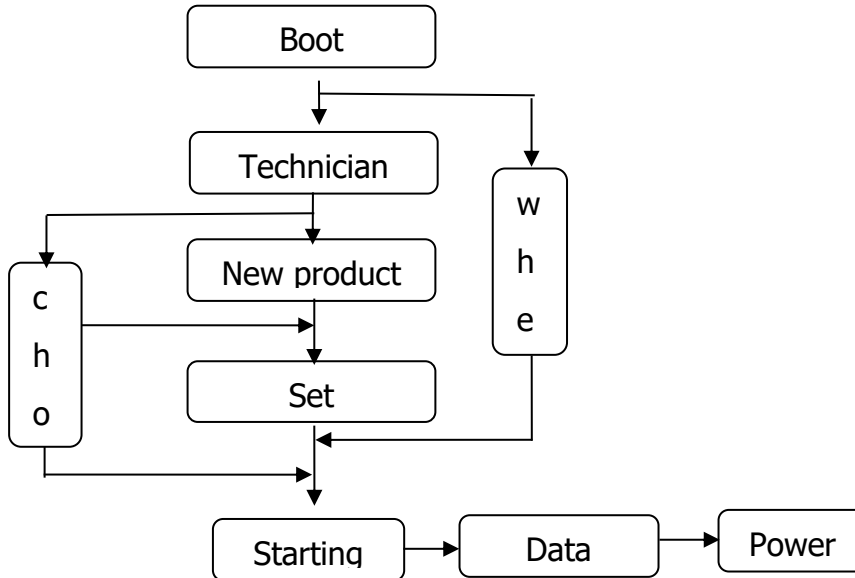 Boot
Technician
w
h
e
New product
c
h
o
Set
Starting
Data
Power